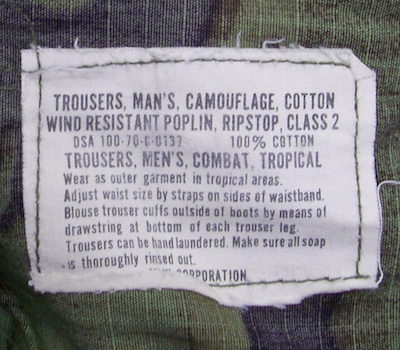 TROUSERS, MAN'S, CAMOUFLAGE, COTTON
WIND RESISTANT POPLIN, RIPSTOP, CLASS 2
DSA 100-70-C-0137 100% COTTON
TROUSERS, MEN'S, COMBAT, TROPICAL
Wear as outer garment in tropical areas.
Adjust waist size by straps on sides of waistband.
Blouse trouser cuffs outside of boots by means of
drawstring at bottom of each trouser leg.
Trousers can be hand laundered. Make sure all soap
is thoroughly rinsed out.
CORPORATION